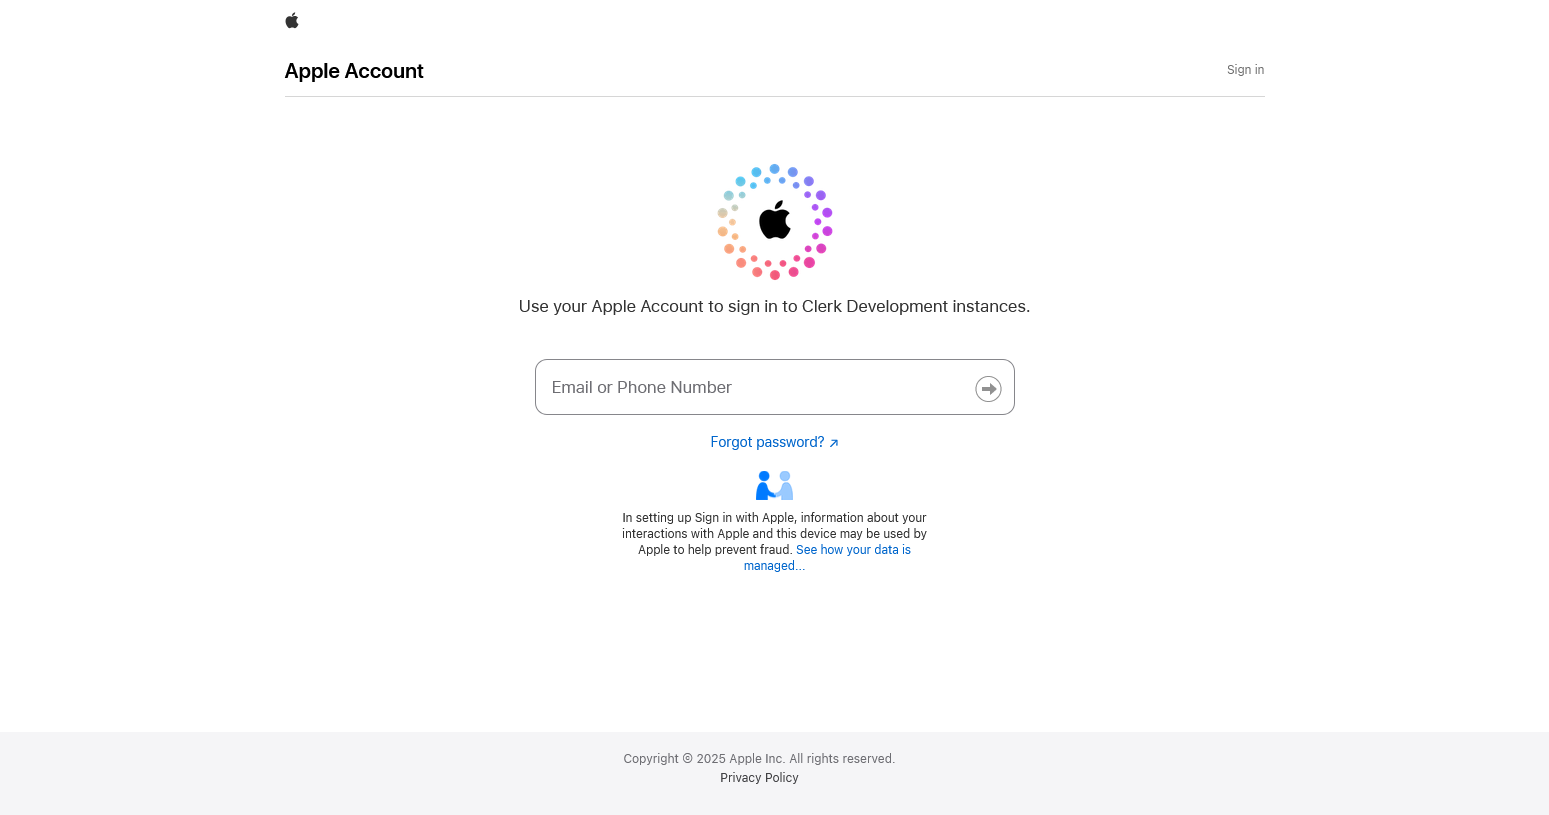 Apple Account
Sign in
Use your Apple Account to sign in to Clerk Development instances.
Email or Phone Number
Forgot password? ↗
In setting up Sign in with Apple, information about your
interactions with Apple and this device may be used by
Apple to help prevent fraud. See how your data is
managed...
Copyright © 2025 Apple Inc. All rights reserved.
Privacy Policy